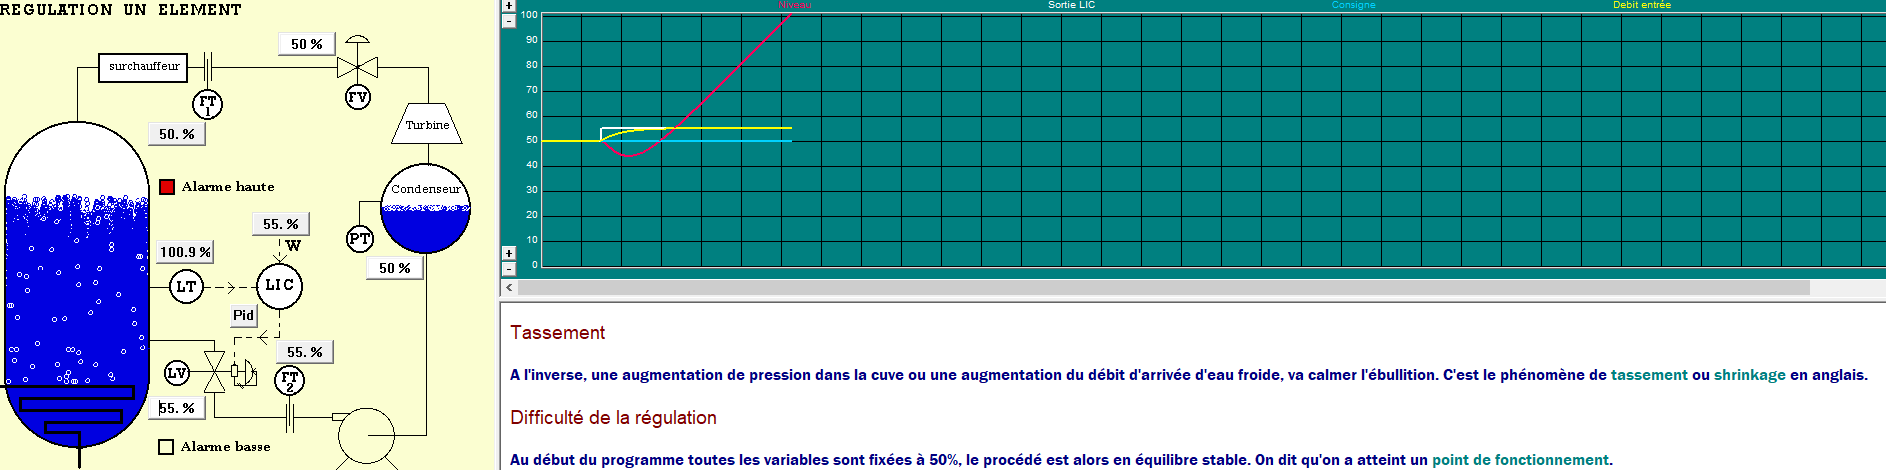 REGULATION UN ELEMENT
50 %
surchauffeur
FT
1
FV
50. %
Turbine
Alarme haute
Condenseur
55. %
W
PT
100.9 %
50 %
LT
LIC
Pid
55. %
LV
FT
2
55. %
Alarme basse
+
-
Niveau
Sortie LIC
Consigne
Debit entrée
100
90
80
70
60
50
40
30
20
10
0
+
-
<
Tassement
A l'inverse, une augmentation de pression dans la cuve ou une augmentation du débit d'arrivée d'eau froide, va calmer l'ébullition. C'est le phénomène de tassement ou shrinkage en anglais.
Difficulté de la régulation
Au début du programme toutes les variables sont fixées à 50%, le procédé est alors en équilibre stable. On dit qu'on a atteint un point de fonctionnement.